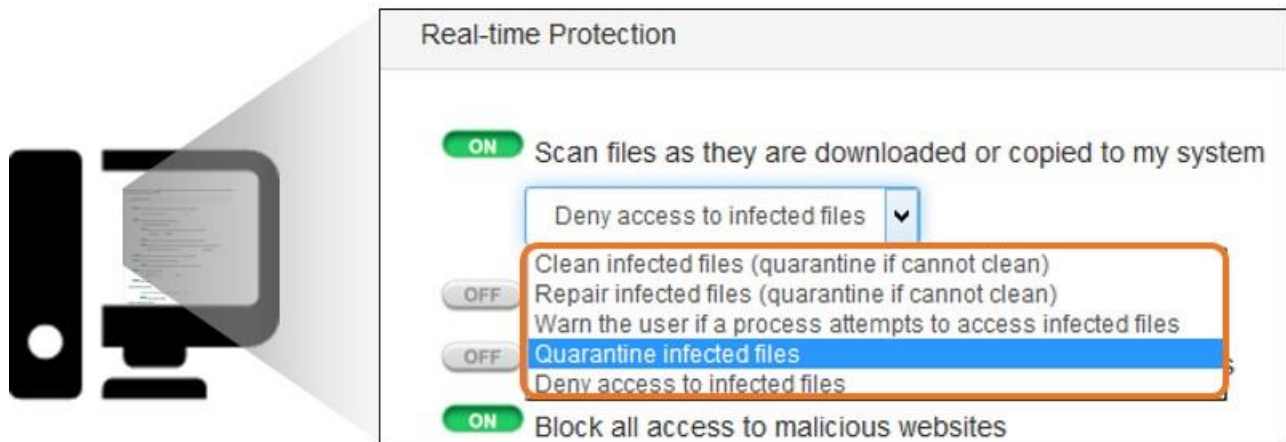 Real-time Protection
ON Scan files as they are downloaded or copied to my system
Deny access to infected files
Clean infected files (quarantine if cannot clean)
OFF Repair infected files (quarantine if cannot clean)
Warn the user if a process attempts to access infected files
OFF Quarantine infected files
Deny access to infected files
ON Block all access to malicious websites